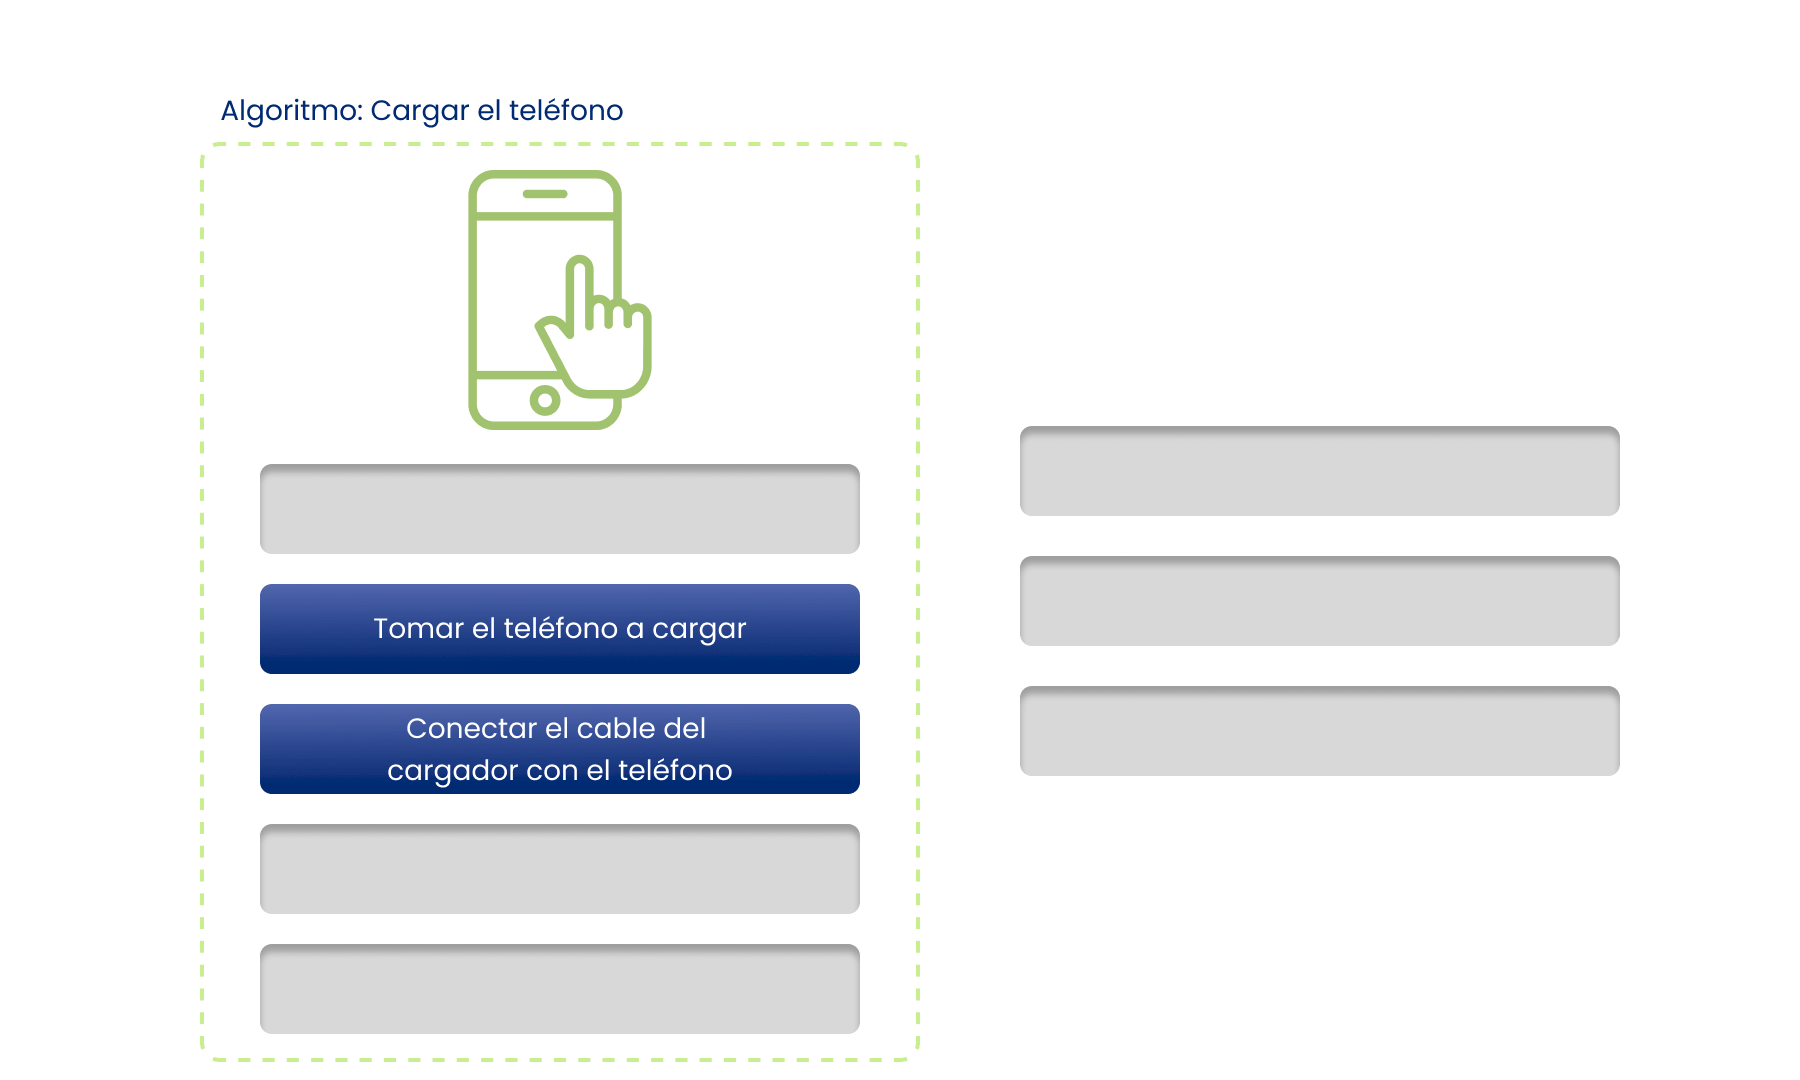 Algoritmo: Cargar el teléfono
Tomar el teléfono a cargar
Conectar el cable del
cargador con el teléfono